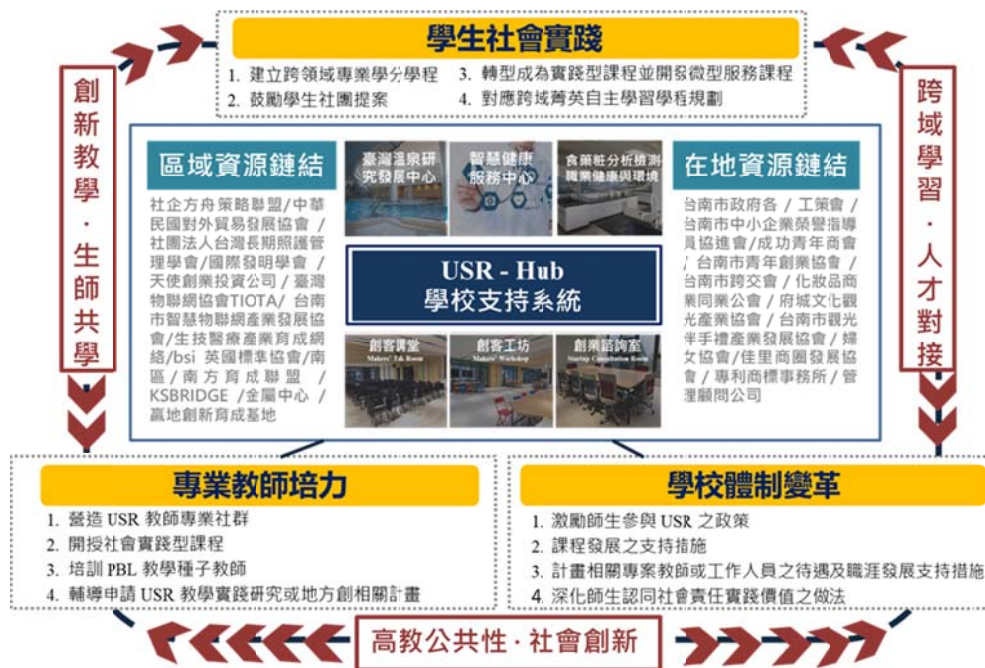 學生社會實踐
1. 建立跨領域專業學分學程
2. 鼓勵學生社團提案
3. 轉型成為實踐型課程並開發微型服務課程
4. 對應跨域菁英自主學習學程規劃
創新教學·生師共學
跨域學習·人才對接
區域資源鏈結
社企方舟策略聯盟/中華
民國對外貿易發展協會/
社團法人台灣長期照護管
理學會/國際發明學會/
天使創業投資公司/臺灣
物聯網協會TIOTA/ 台南
市智慧物聯網產業發展協
會/生技醫療產業育成網
絡/bsi 英國標準協會/南
區/南方育成聯盟 /
KSBRIDGE /金屬中心/
贏地創新育成基地
臺灣溫泉研
究發展中心
智慧健康
服務中心
食藥粧分析檢測
職業健康與環境
USR - Hub
學校支持系統
創客講堂
Makers' Talk Room
創客工坊
Makers' Workshop
創業諮詢室
Startup Consultation Room
在地資源鏈結
台南市政府各 / 工策會 /
台南市中小企業榮譽指導
員協進會/成功青年商會
/ 台南市青年創業協會 /
台南市跨交會 / 化妝品商
業同業公會 / 府城文化觀
光產業協會 / 台南市觀光
伴手禮產業發展協會 / 婦
女協會/佳里商圈發展協
會 / 專利商標事務所 / 管
理顧問公司
專業教師培力
1. 營造 USR 教師專業社群
2. 開授社會實踐型課程
3. 培訓 PBL 教學種子教師
4. 輔導申請 USR 教學實踐研究或地方創相關計畫
學校體制變革
1. 激勵師生參與 USR 之政策
2. 課程發展之支持措施
3. 計畫相關專案教師或工作人員之待遇及職涯發展支持措施
4. 深化師生認同社會責任實踐價值之做法
高教公共性·社會創新